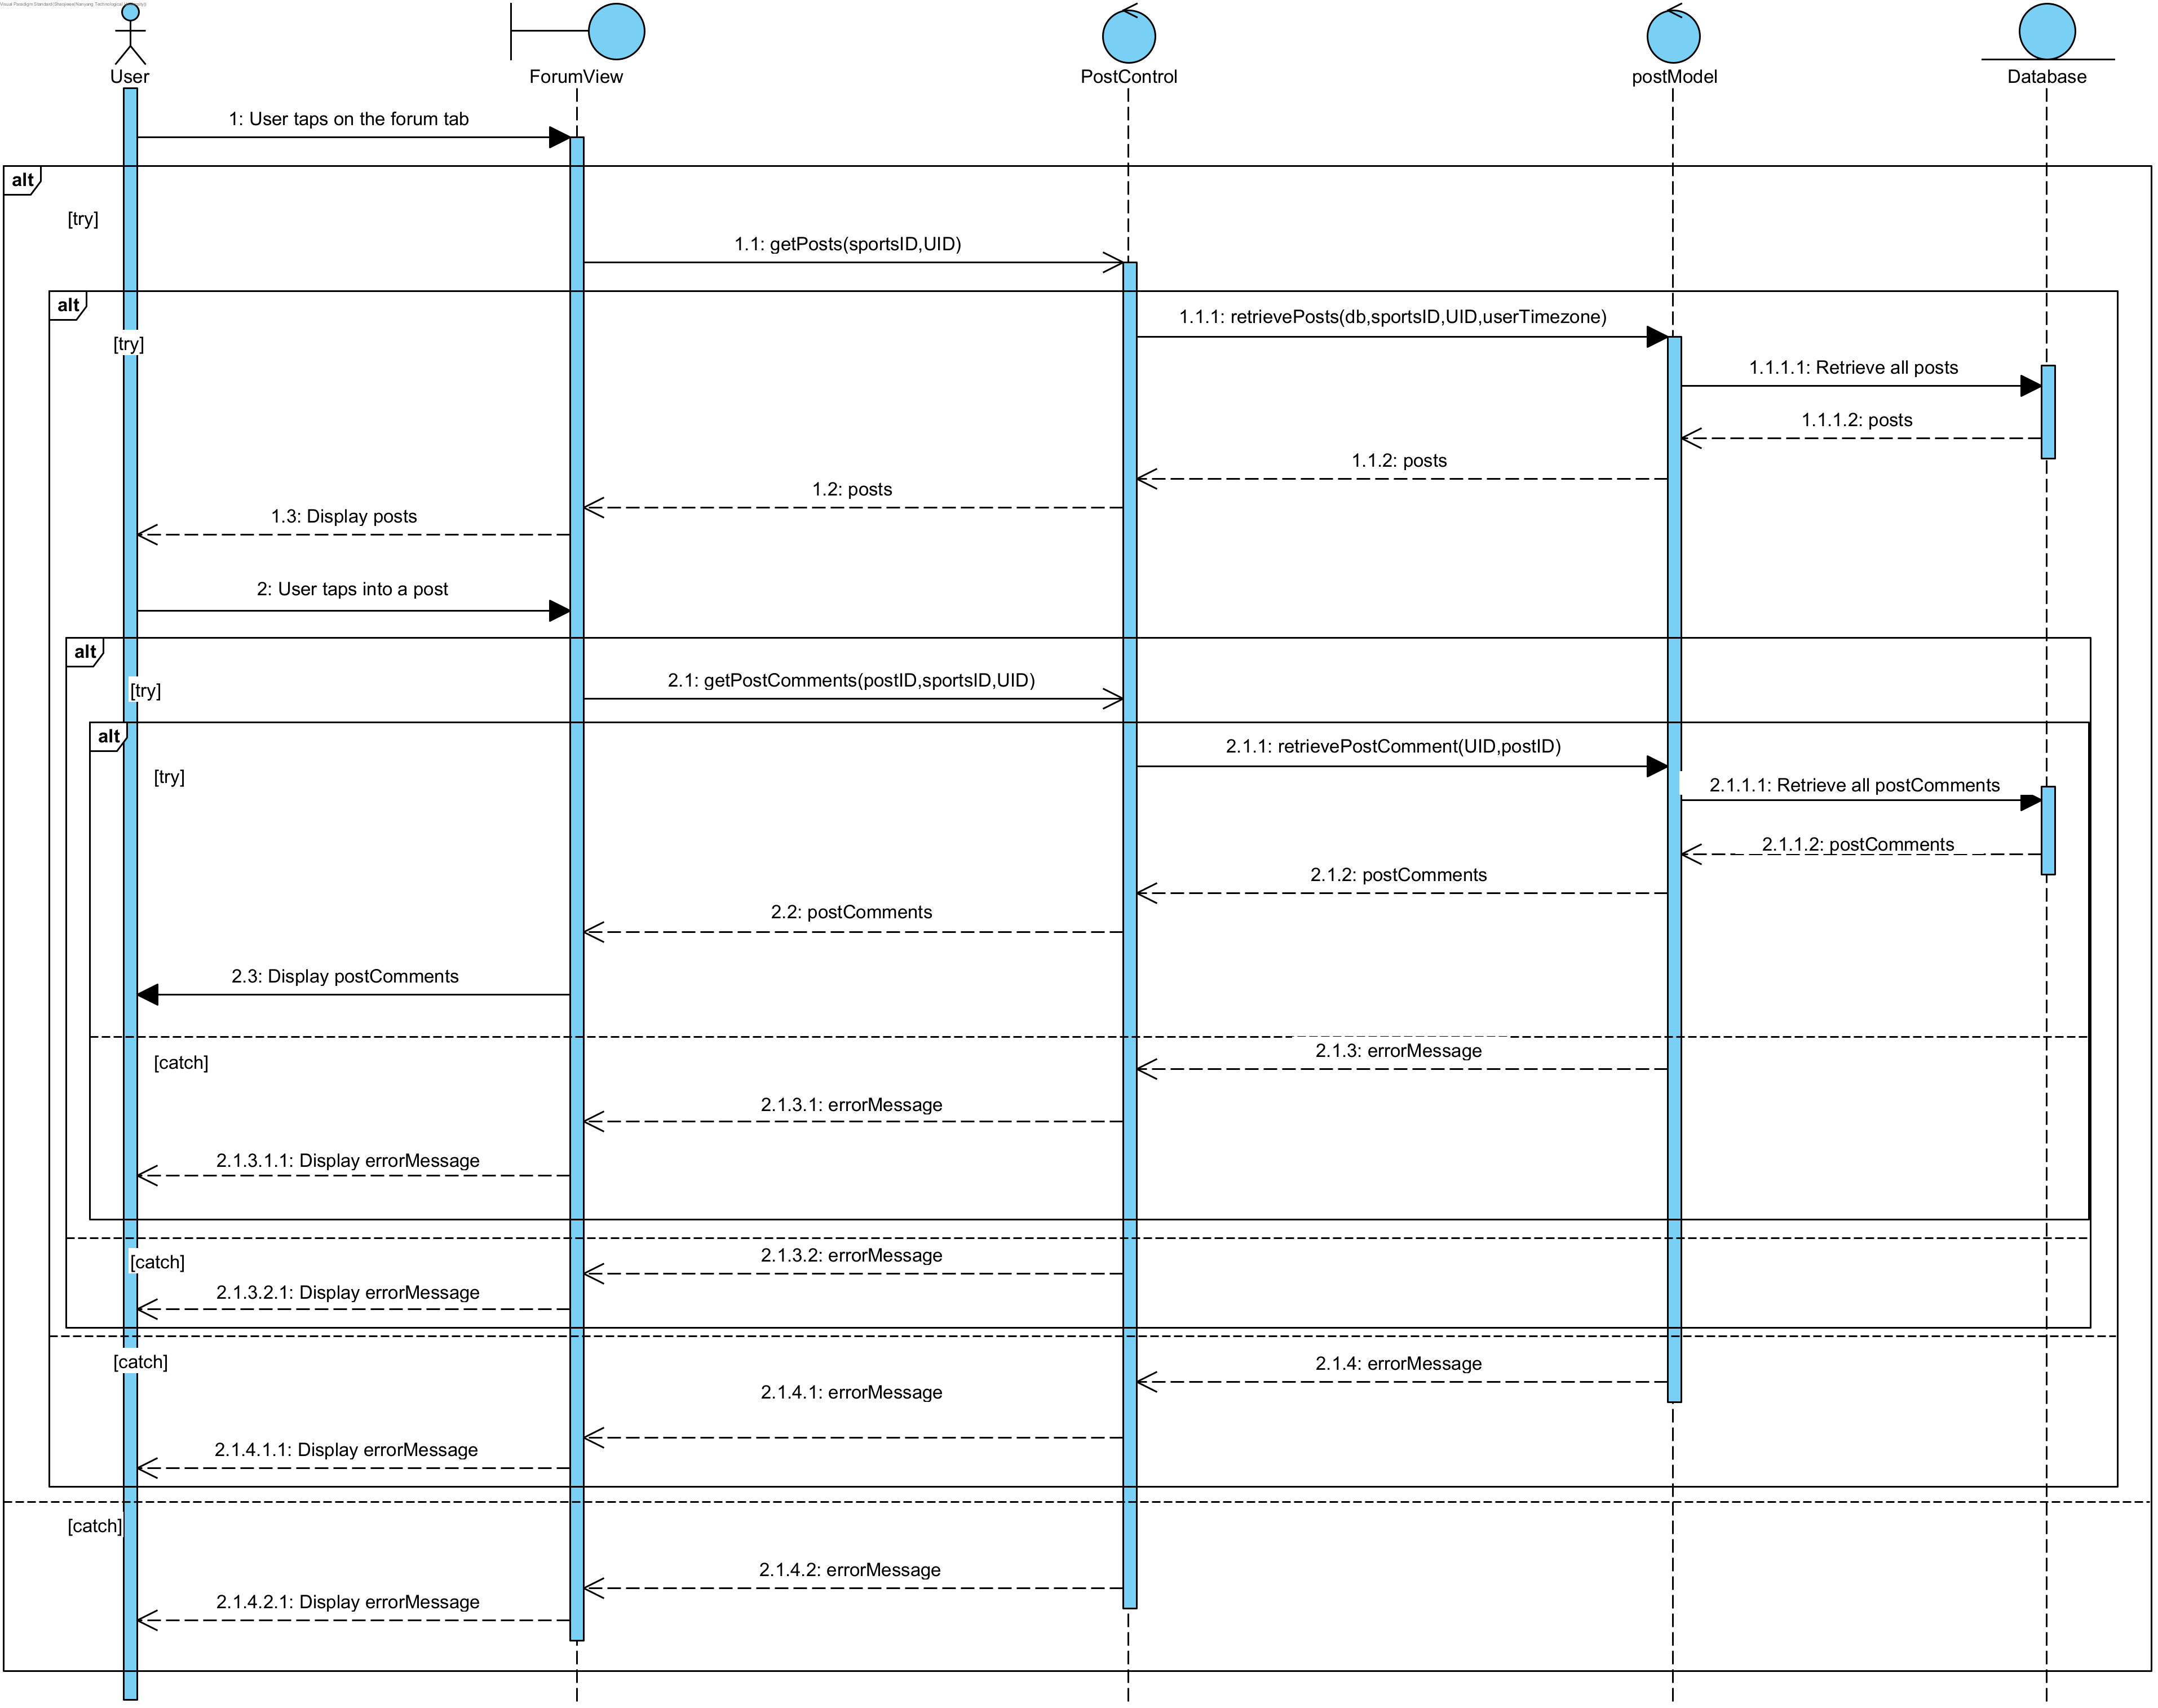 Visual Paradigm Standard(Shaojiawa(Nanyang Technological University))
User
ForumView
PostControl
postModel
Database
1: User taps on the forum tab
alt
[try]
1.1: getPosts(sportsID,UID)
alt
1.1.1: retrievePosts(db,sportsID,UID,userTimezone)
[try]
1.1.1.1: Retrieve all posts
1.1.1.2: posts
1.1.2: posts
1.2: posts
1.3: Display posts
2: User taps into a post
alt
2.1: getPostComments(postID,sportsID,UID)
[try]
alt
2.1.1: retrievePostComment(UID,postID)
[try]
2.1.1.1: Retrieve all postComments
2.1.1.2: postComments
2.1.2: postComments
2.2: postComments
2.3: Display postComments
2.1.3: errorMessage
[catch]
2.1.3.1: errorMessage
2.1.3.1.1: Display errorMessage
2.1.3.2: errorMessage
[catch]
2.1.3.2.1: Display errorMessage
[catch]
2.1.4: errorMessage
2.1.4.1: errorMessage
2.1.4.1.1: Display errorMessage
[catch]
2.1.4.2: errorMessage
2.1.4.2.1: Display errorMessage